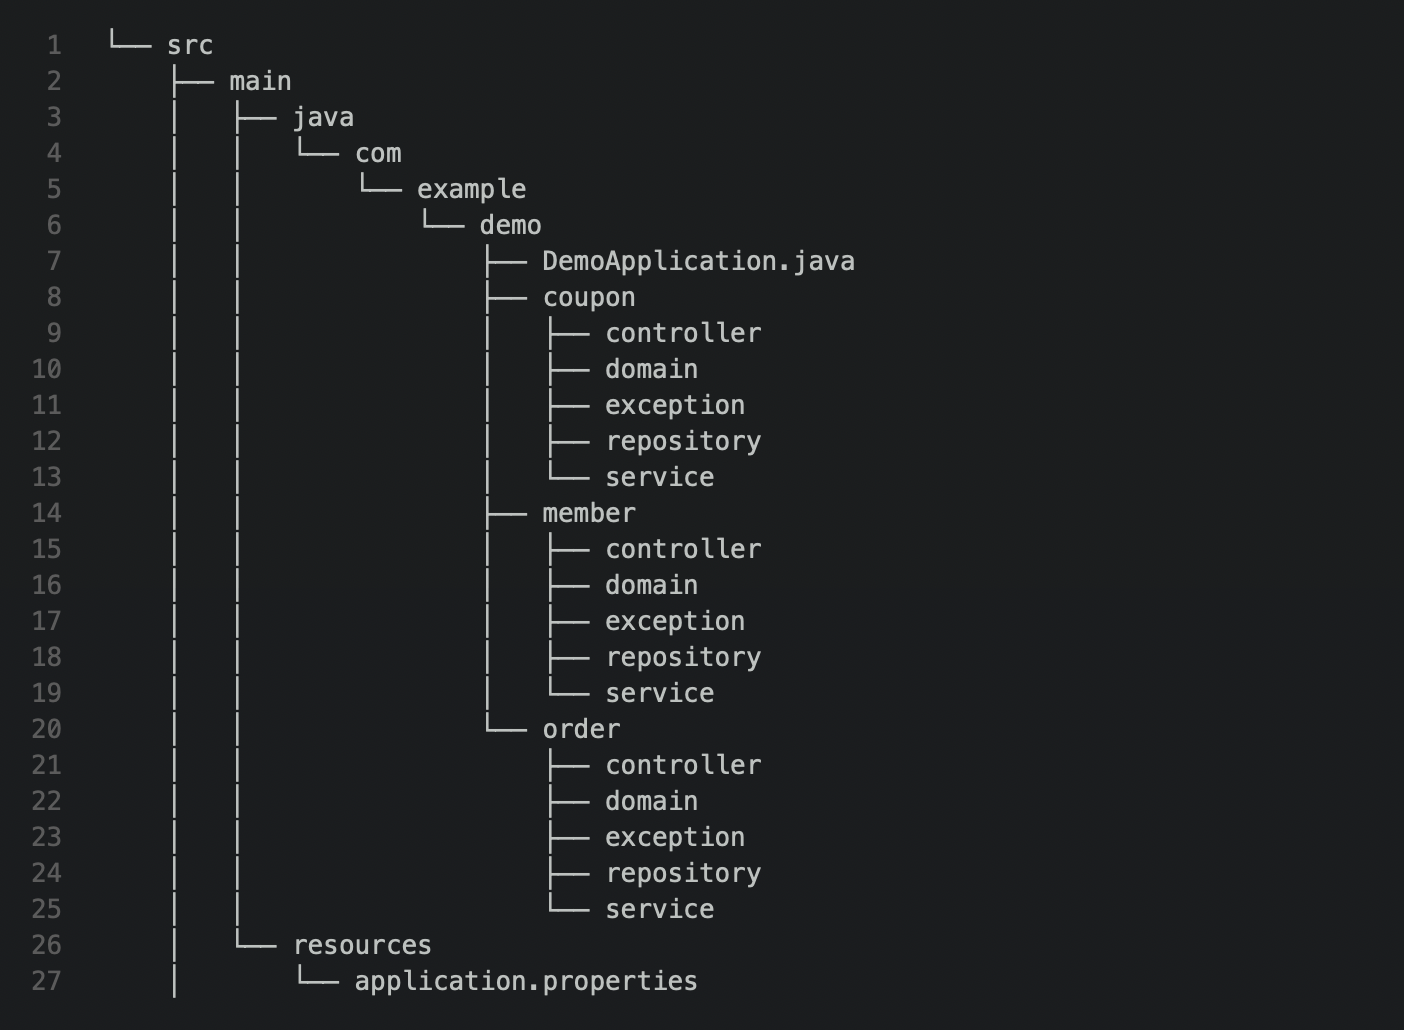 1 └── src
2     ├── main
3     │   ├── java
4     │   │   └── com
5     │   │       └── example
6     │   │           └── demo
7     │   │               ├── DemoApplication.java
8     │   │               ├── coupon
9     │   │               │   ├── controller
10     │   │               │   ├── domain
11     │   │               │   ├── exception
12     │   │               │   ├── repository
13     │   │               │   └── service
14     │   │               ├── member
15     │   │               │   ├── controller
16     │   │               │   ├── domain
17     │   │               │   ├── exception
18     │   │               │   ├── repository
19     │   │               │   └── service
20     │   │               └── order
21     │   │                   ├── controller
22     │   │                   ├── domain
23     │   │                   ├── exception
24     │   │                   ├── repository
25     │   │                   └── service
26     │   └── resources
27     │       └── application.properties